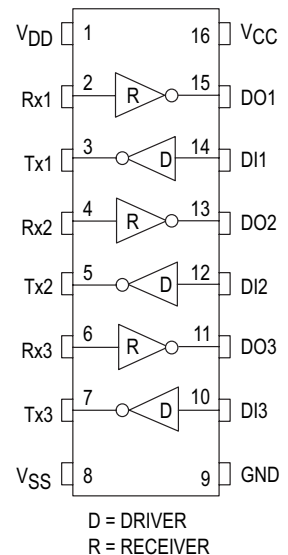 VDD 1 16 VCC
Rx1 2 R 15 DO1
Tx1 3 D 14 DI1
Rx2 4 R 13 DO2
Tx2 5 D 12 DI2
Rx3 6 R 11 DO3
Tx3 7 D 10 DI3
VSS 8 9 GND
D = DRIVER
R = RECEIVER